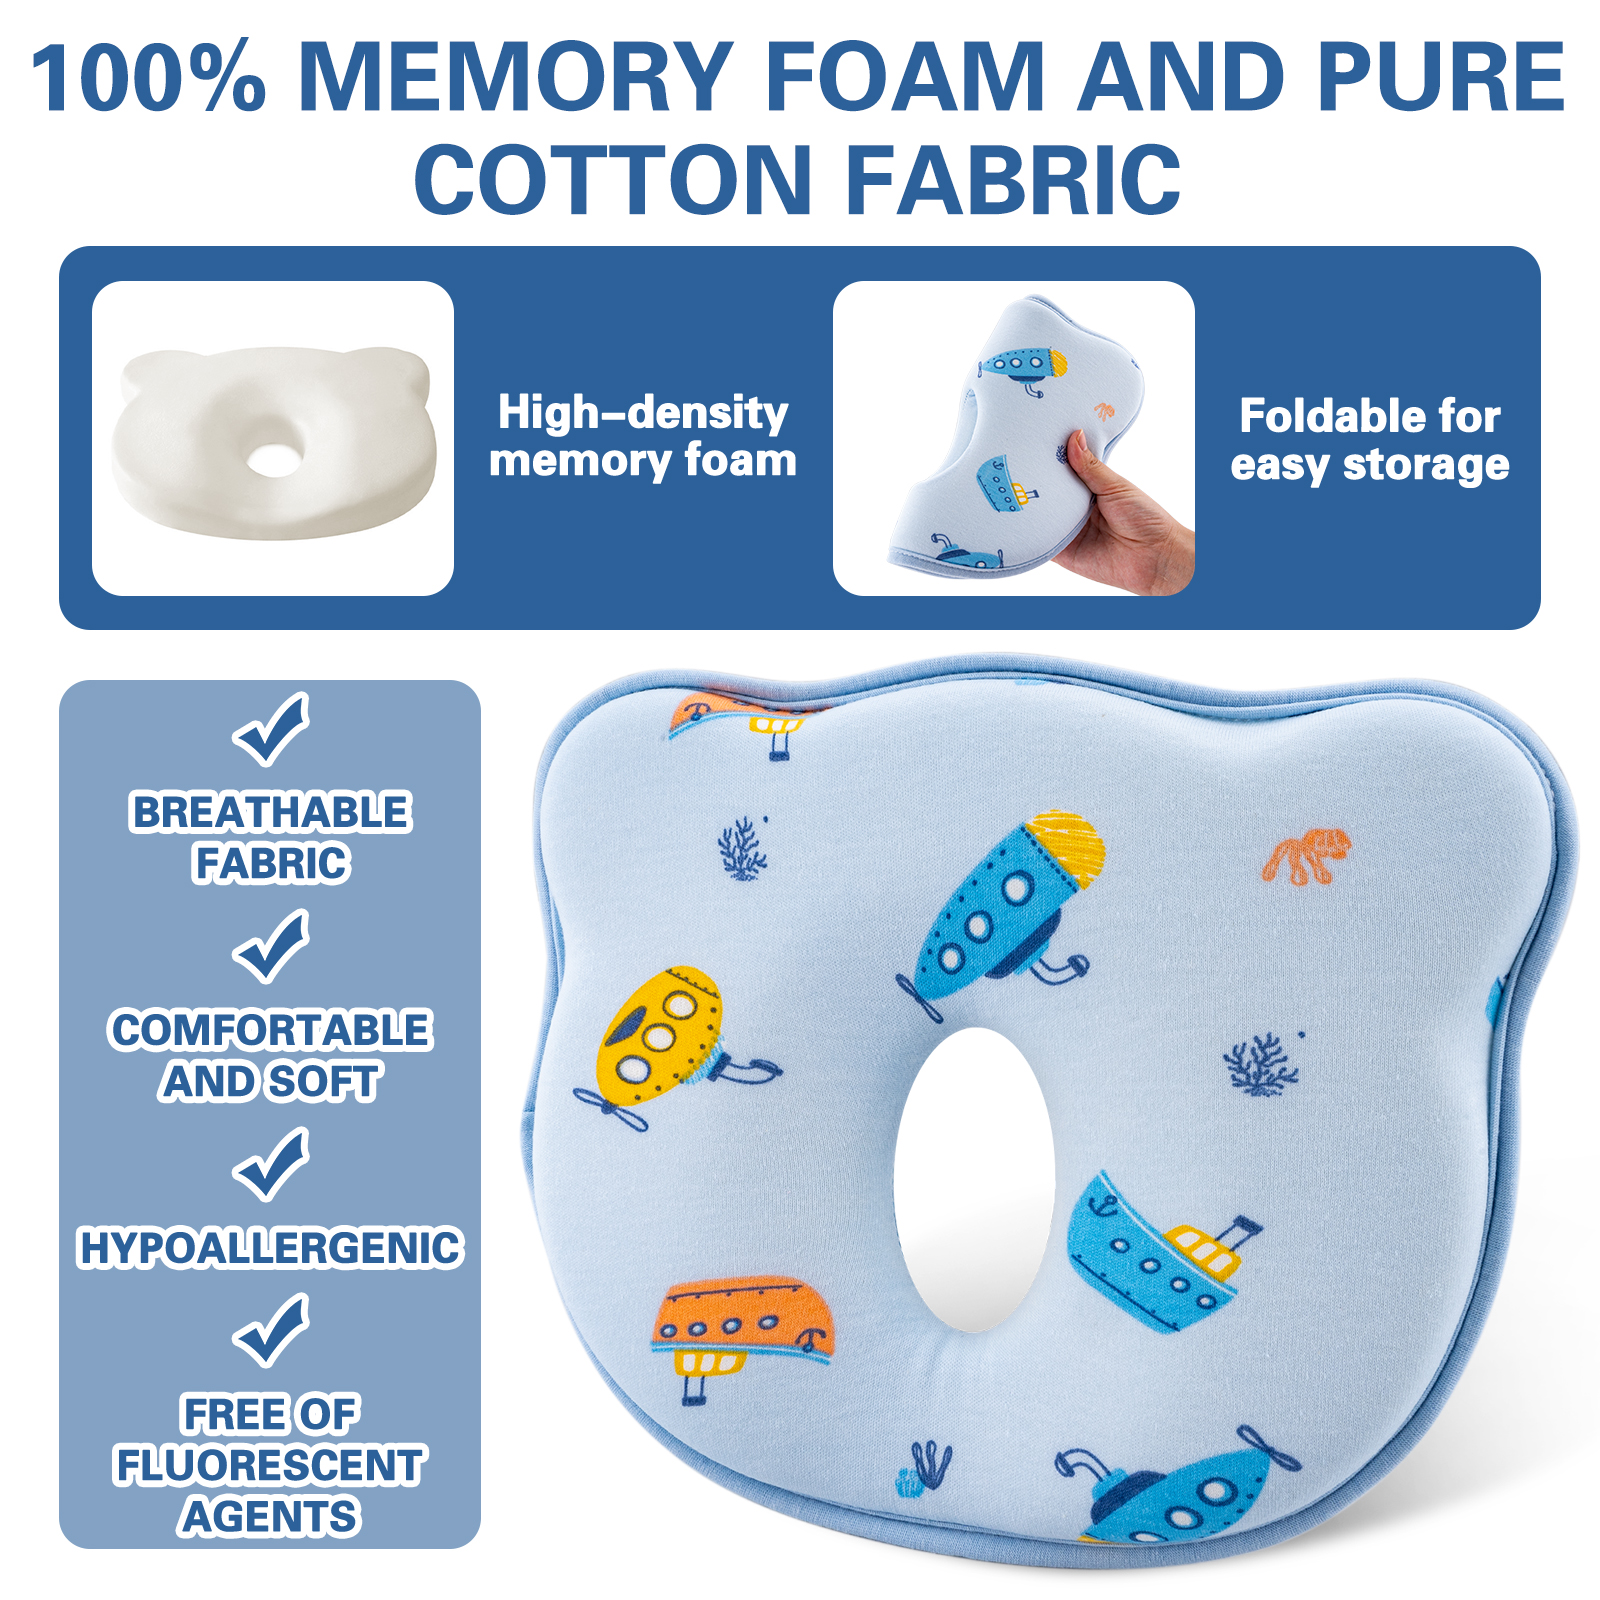 100% MEMORY FOAM AND PURE
COTTON FABRIC
High-density
memory foam
Foldable for
easy storage
BREATHABLE
FABRIC
COMFORTABLE
AND SOFT
HYPOALLERGENIC
FREE OF
FLUORESCENT
AGENTS